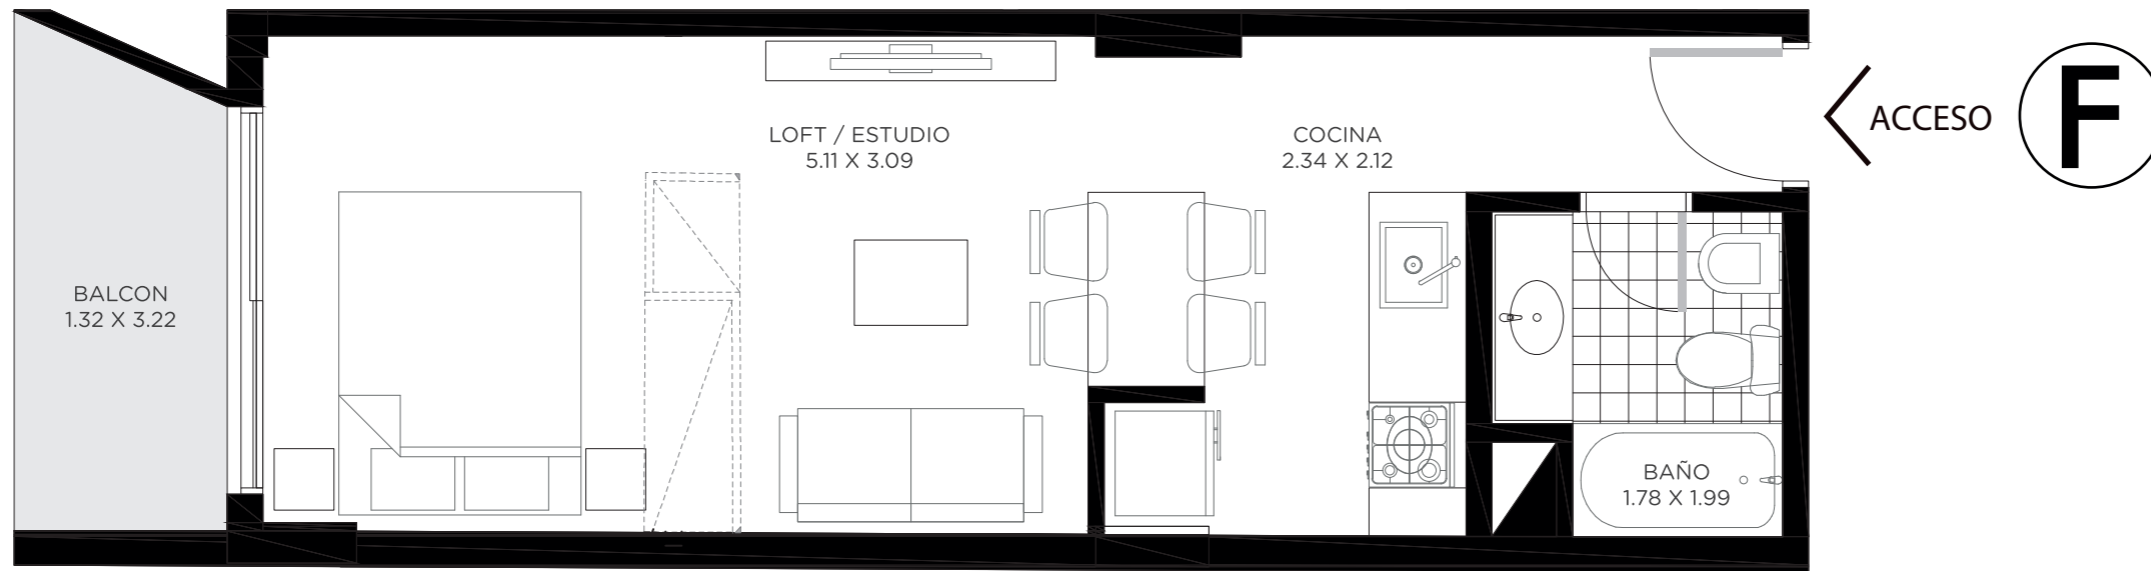 LOFT / ESTUDIO
5.11 X 3.09
COCINA
2.34 X 2.12
ACCESO
F
BALCON
1.32 X 3.22
BAÑO
1.78 X 1.99